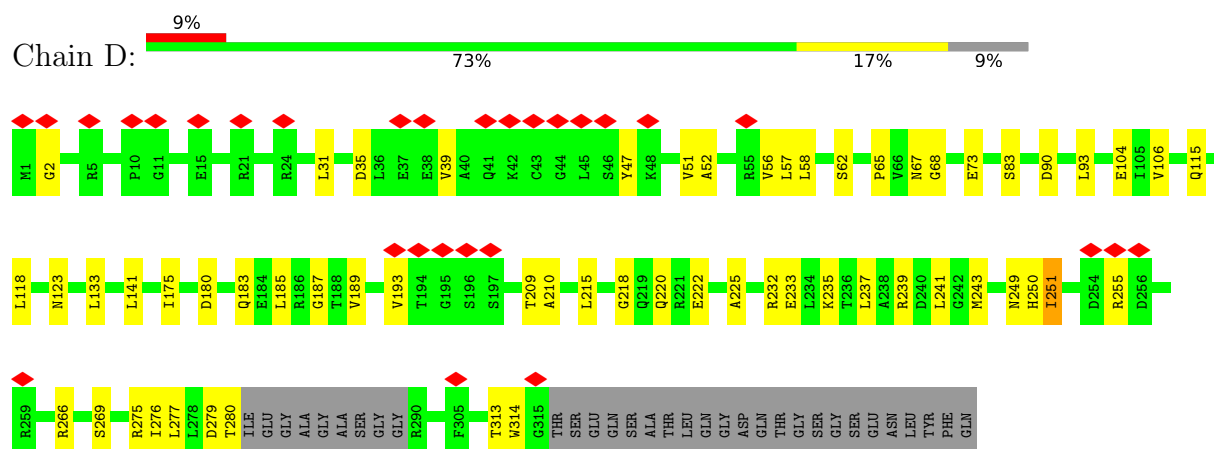 9%
Chain D:
73% 17% 9%
M1 G2 R5 P10 G11 E15 R21 R24 L31 D35 L36 E37 E38 V39 A40 Q41 K42 C43 G44 L45 S46 Y47 K48 V51 A52 R55 V56 L57 L58 S62 P65 V66 N67 G68 E73 S83 D90 L93 E104 I105 V106 Q115
L118 N123 L133 L141 I175 D180 Q183 E184 L185 R186 G187 T188 V189 V193 T194 G195 S196 S197 T209 A210 L215 G218 Q219 Q220 R221 E222 A225 R232 E233 L234 K235 T236 L237 A238 R239 D240 L241 G242 M243 N249 H250 I251 D254 R255 D256
R259 R266 S269 R275 I276 L277 L278 D279 T280 ILE GLU GLY ALA GLY ALA SER GLY GLY R290 F305 T313 W314 G315 THR SER GLU GLN SER ALA THR LEU GLN GLY ASP GLN THR GLY SER GLY SER GLU ASN LEU TYR PHE GLN